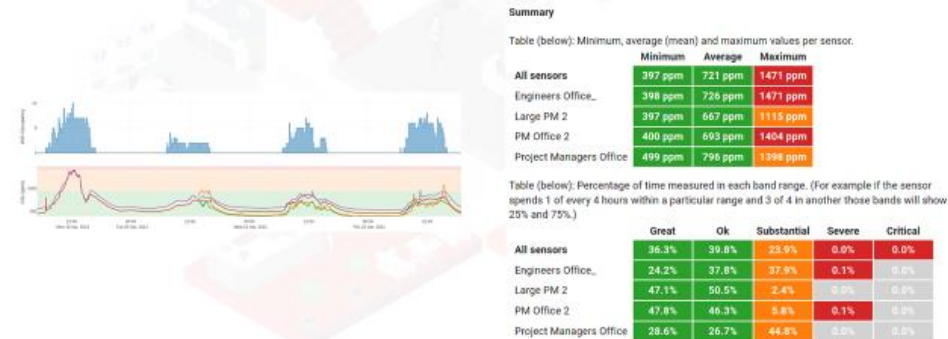 Summary
Table (below): Minimum, average (mean) and maximum values per sensor.
Minimum Average Maximum
All sensors 397 ppm 721 ppm 1471 ppm
Engineers Office_ 398 ppm 726 ppm 1471 ppm
Large PM 2 397 ppm 667 ppm 1115 ppm
PM Office 2 400 ppm 693 ppm 1404 ppm
Project Managers Office 499 ppm 796 ppm 1398 ppm
Table (below): Percentage of time measured in each band range. (For example if the sensor
spends 1 of every 4 hours within a particular range and 3 of 4 in another those bands will show
25% and 75%.)
Great Ok Substantial Severe Critical
All sensors 36.3% 39.8% 23.9% 0.0% 0.0%
Engineers Office_ 24.2% 37.8% 37.9% 0.1% 0.0%
Large PM 2 47.1% 50.5% 2.4% 0.0% 0.0%
PM Office 2 47.8% 46.3% 5.8% 0.1% 0.0%
Project Managers Office 28.6% 26.7% 44.8% 0.0% 0.0%